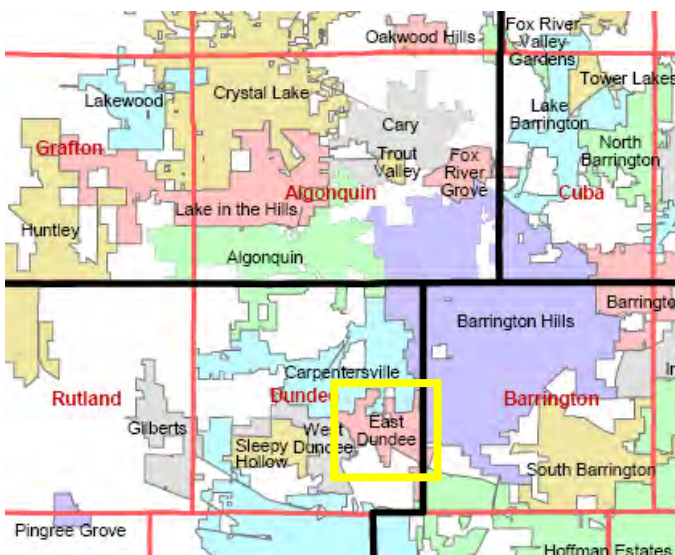 Oakwood Hills
Fox River
Valley
Gardens
Tower Lakes
Crystal Lake
Lakewood
Lake
Barrington
Cary
North
Barrington
Grafton
Trout
Valley
Fox
River
Grove
Algonquin
Cuba
Lake in the Hills
Huntley
Algonquin
Barrington Hills
Carpentersville
Rutland
Dundee
Barrington
East
Dundee
Gilberts
West
Dundee
Sleepy
Hollow
South Barrington
Pingree Grove
Hoffman Estates